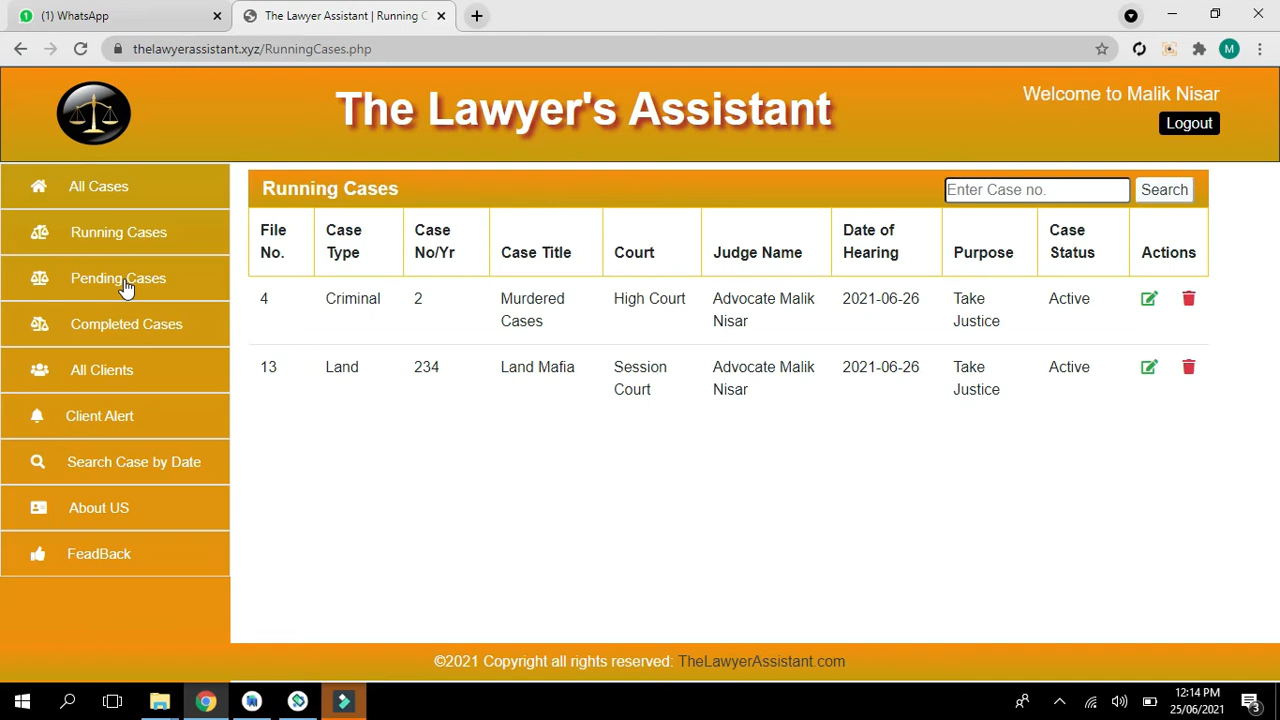 (1) WhatsApp
The Lawyer Assistant | Running C
thelawyerassistant.xyz/RunningCases.php
M
The Lawyer's Assistant
Welcome to Malik Nisar
Logout
All Cases
Running Cases
Pending Cases
Completed Cases
All Clients
Client Alert
Search Case by Date
About US
FeadBack
Running Cases
Enter Case no.
Search
File No.
Case Type
Case No/Yr
Case Title
Court
Judge Name
Date of Hearing
Purpose
Case Status
Actions
4 Criminal 2 Murdered Cases High Court Advocate Malik Nisar 2021-06-26 Take Justice Active
13 Land 234 Land Mafia Session Court Advocate Malik Nisar 2021-06-26 Take Justice Active
©2021 Copyright all rights reserved: TheLawyerAssistant.com
12:14 PM
25/06/2021
3